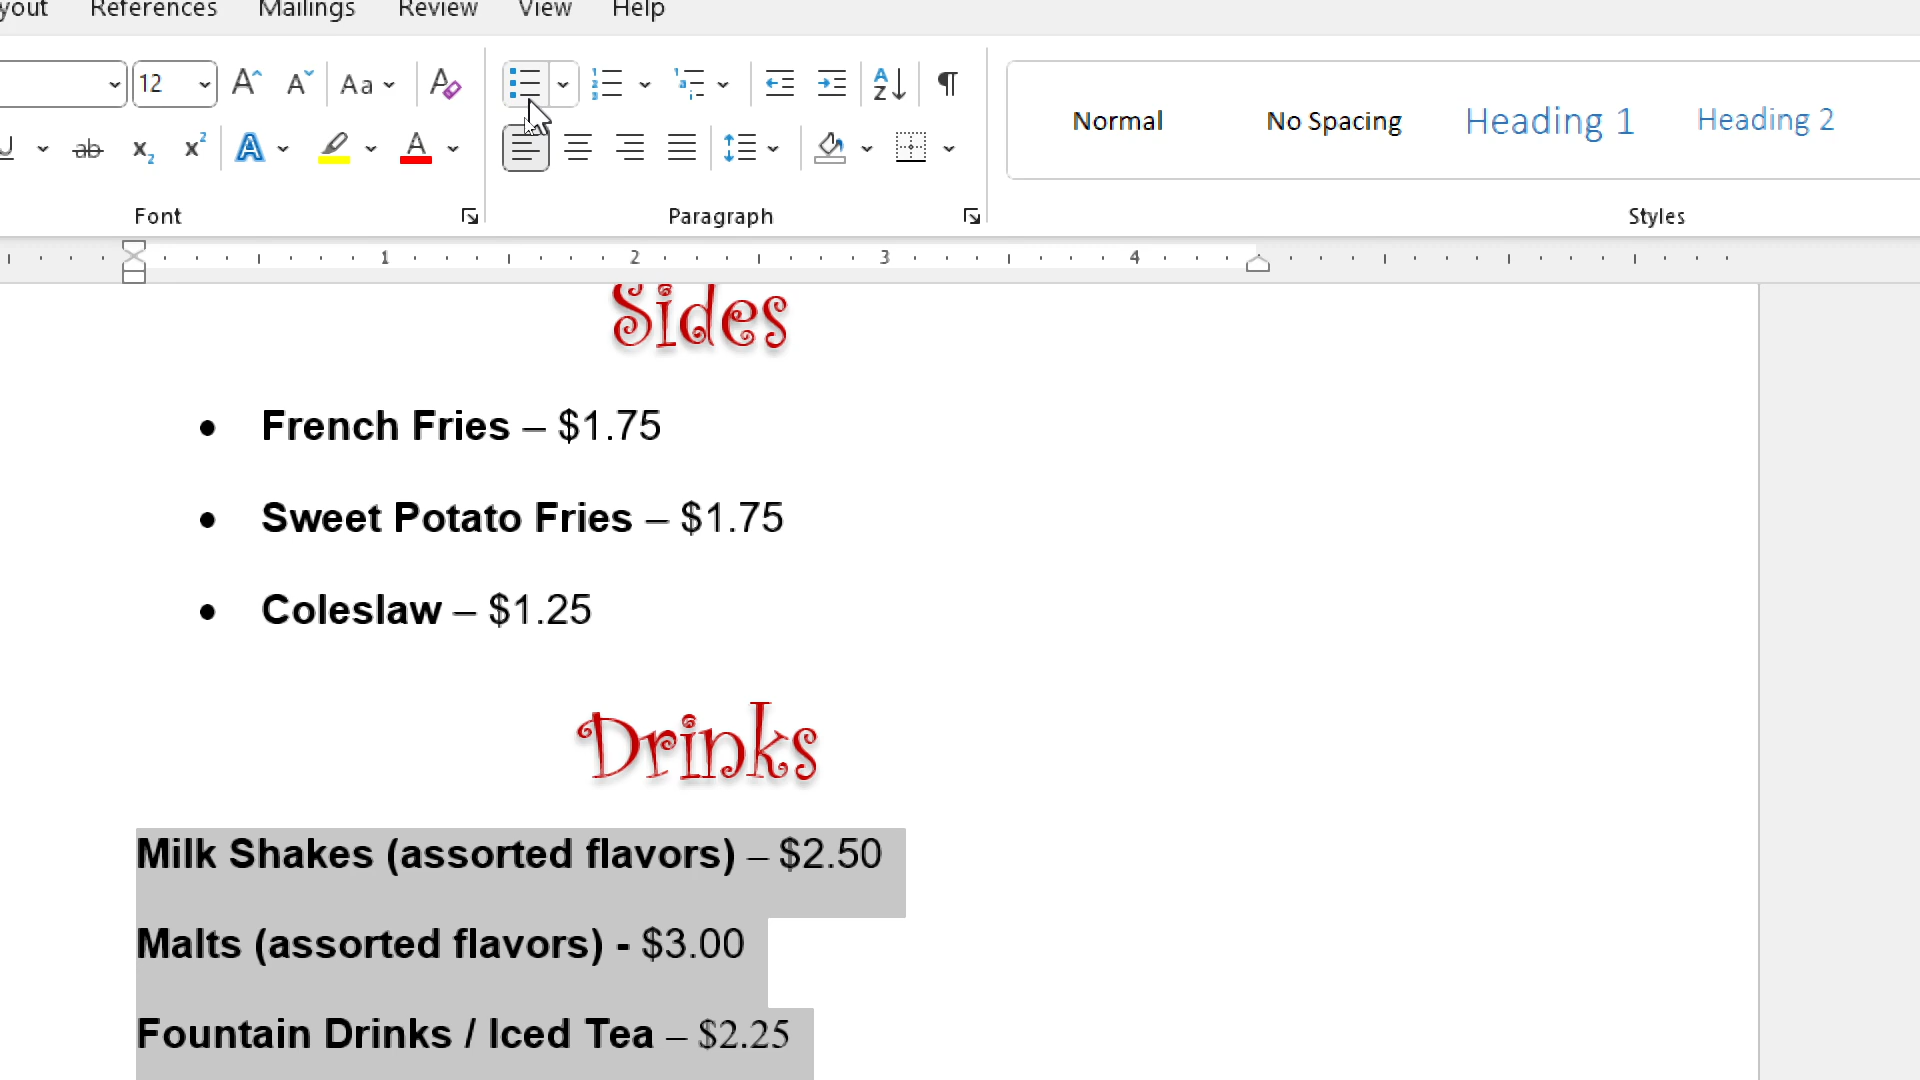 yout References Mailings Review View Help
12 Aa
Normal No Spacing Heading 1 Heading 2
Font Paragraph Styles
1 2 3 4
Sides
• French Fries – $1.75
• Sweet Potato Fries – $1.75
• Coleslaw – $1.25
Drinks
Milk Shakes (assorted flavors) – $2.50
Malts (assorted flavors) - $3.00
Fountain Drinks / Iced Tea – $2.25